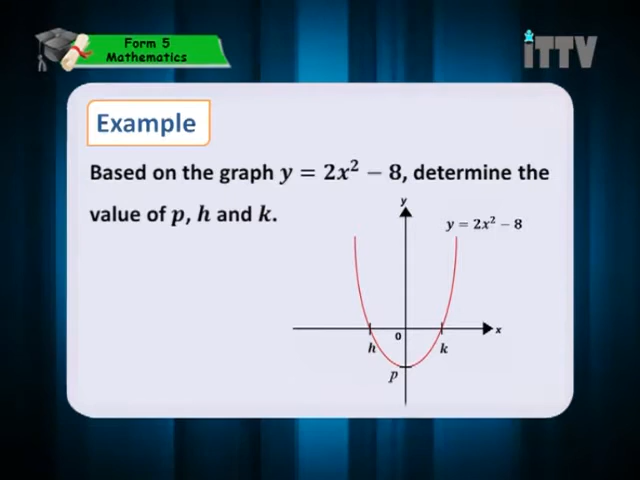 Form 5
Mathematics
iTTV
Example
Based on the graph y = 2x² − 8, determine the
value of p, h and k.
y
y = 2x² − 8
0
x
h
k
p